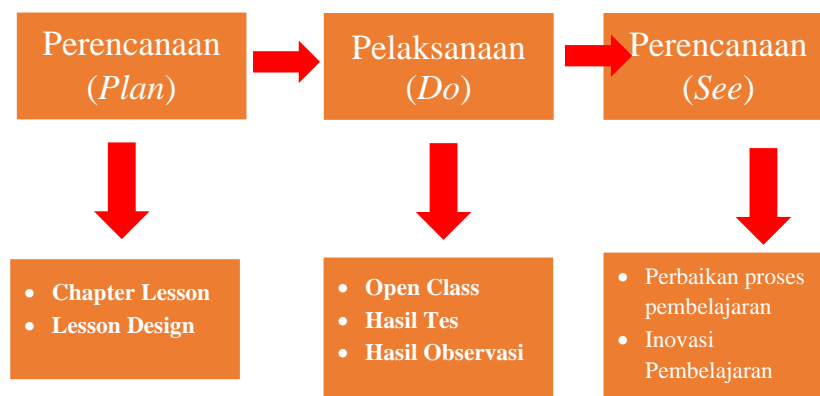 Perencanaan
(Plan)
Pelaksanaan
(Do)
Perencanaan
(See)
• Chapter Lesson
• Lesson Design
• Open Class
• Hasil Tes
• Hasil Observasi
• Perbaikan proses
pembelajaran
• Inovasi
Pembelajaran